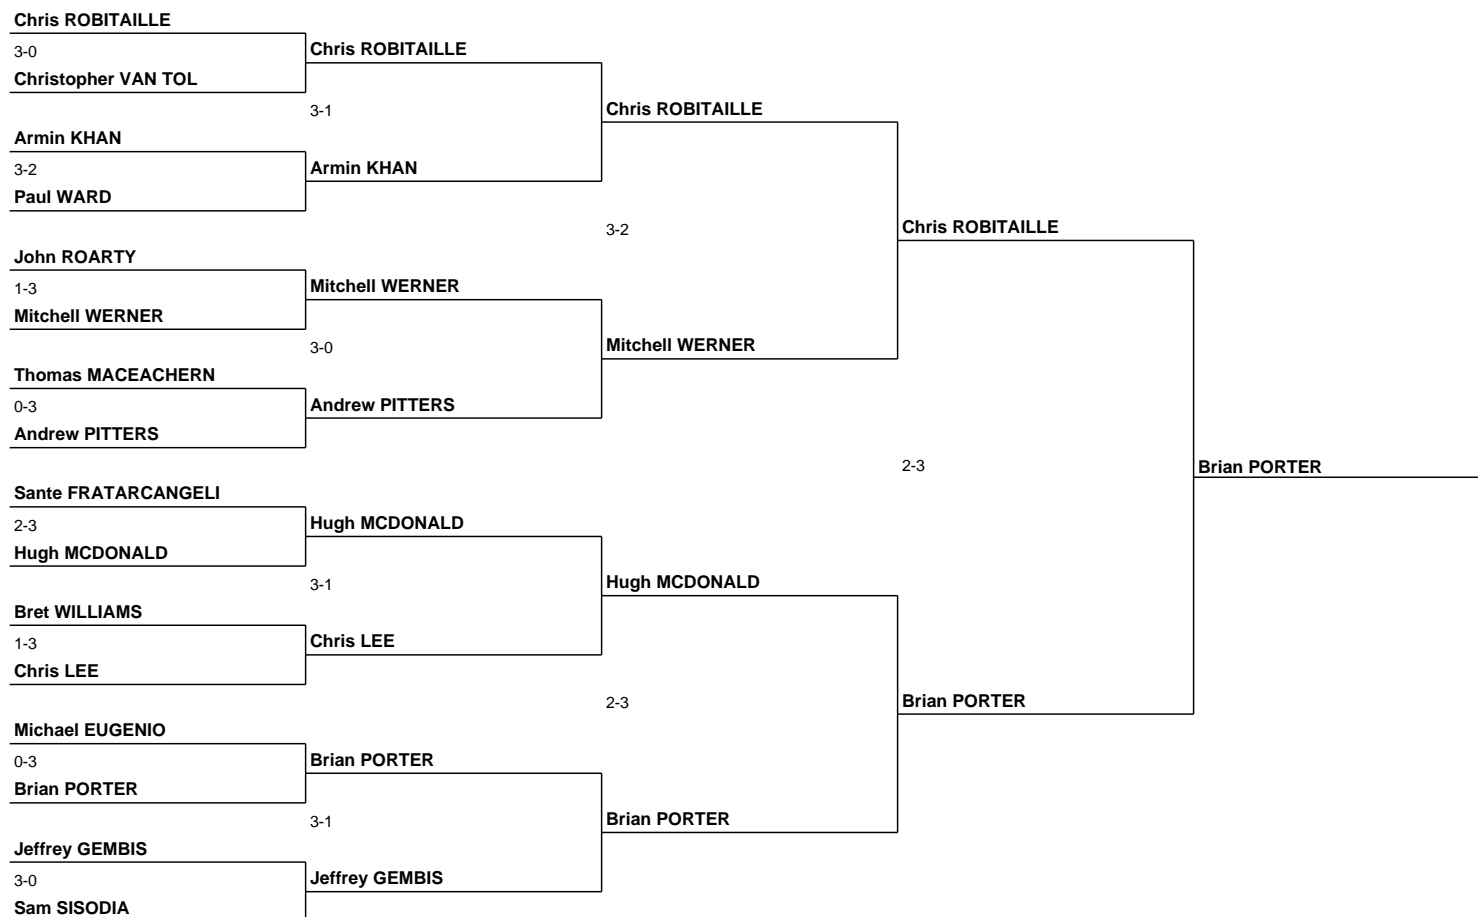 Chris ROBITAILLE
3-0
Christopher VAN TOL
Armin KHAN
3-2
Paul WARD
John ROARTY
1-3
Mitchell WERNER
Thomas MACEACHERN
0-3
Andrew PITTERS
Sante FRATARCANGELI
2-3
Hugh MCDONALD
Bret WILLIAMS
1-3
Chris LEE
Michael EUGENIO
0-3
Brian PORTER
Jeffrey GEMBIS
3-0
Sam SISODIA
Chris ROBITAILLE
3-1
Armin KHAN
Mitchell WERNER
3-0
Andrew PITTERS
Hugh MCDONALD
3-1
Chris LEE
Brian PORTER
3-1
Jeffrey GEMBIS
Chris ROBITAILLE
3-2
Mitchell WERNER
Hugh MCDONALD
2-3
Brian PORTER
Chris ROBITAILLE
2-3
Brian PORTER
Brian PORTER